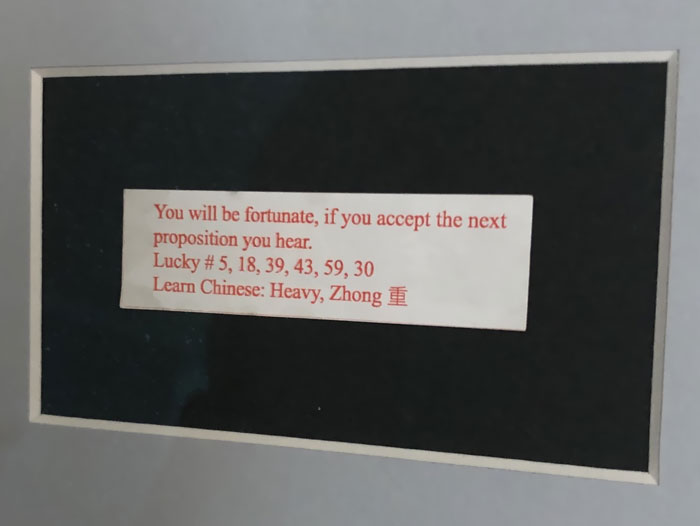 You will be fortunate, if you accept the next
proposition you hear.
Lucky # 5, 18, 39, 43, 59, 30
Learn Chinese: Heavy, Zhong 重